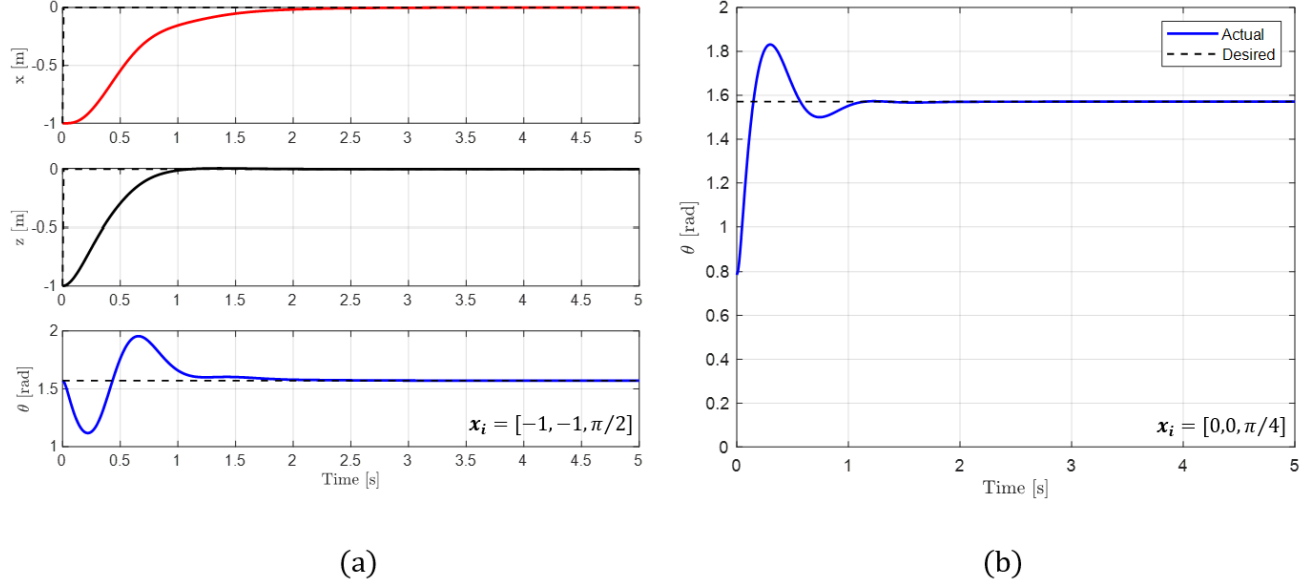 x [m]
0
-0.5
-1
0 0.5 1 1.5 2 2.5 3 3.5 4 4.5 5
z [m]
0
-0.5
-1
0 0.5 1 1.5 2 2.5 3 3.5 4 4.5 5
θ [rad]
2
1.5
1
x_i = [−1, −1, π/2]
0 0.5 1 1.5 2 2.5 3 3.5 4 4.5 5
Time [s]
(a)
θ [rad]
2
1.8
1.6
1.4
1.2
1
0.8
0.6
0.4
0.2
0
Actual
Desired
x_i = [0,0, π/4]
0 1 2 3 4 5
Time [s]
(b)